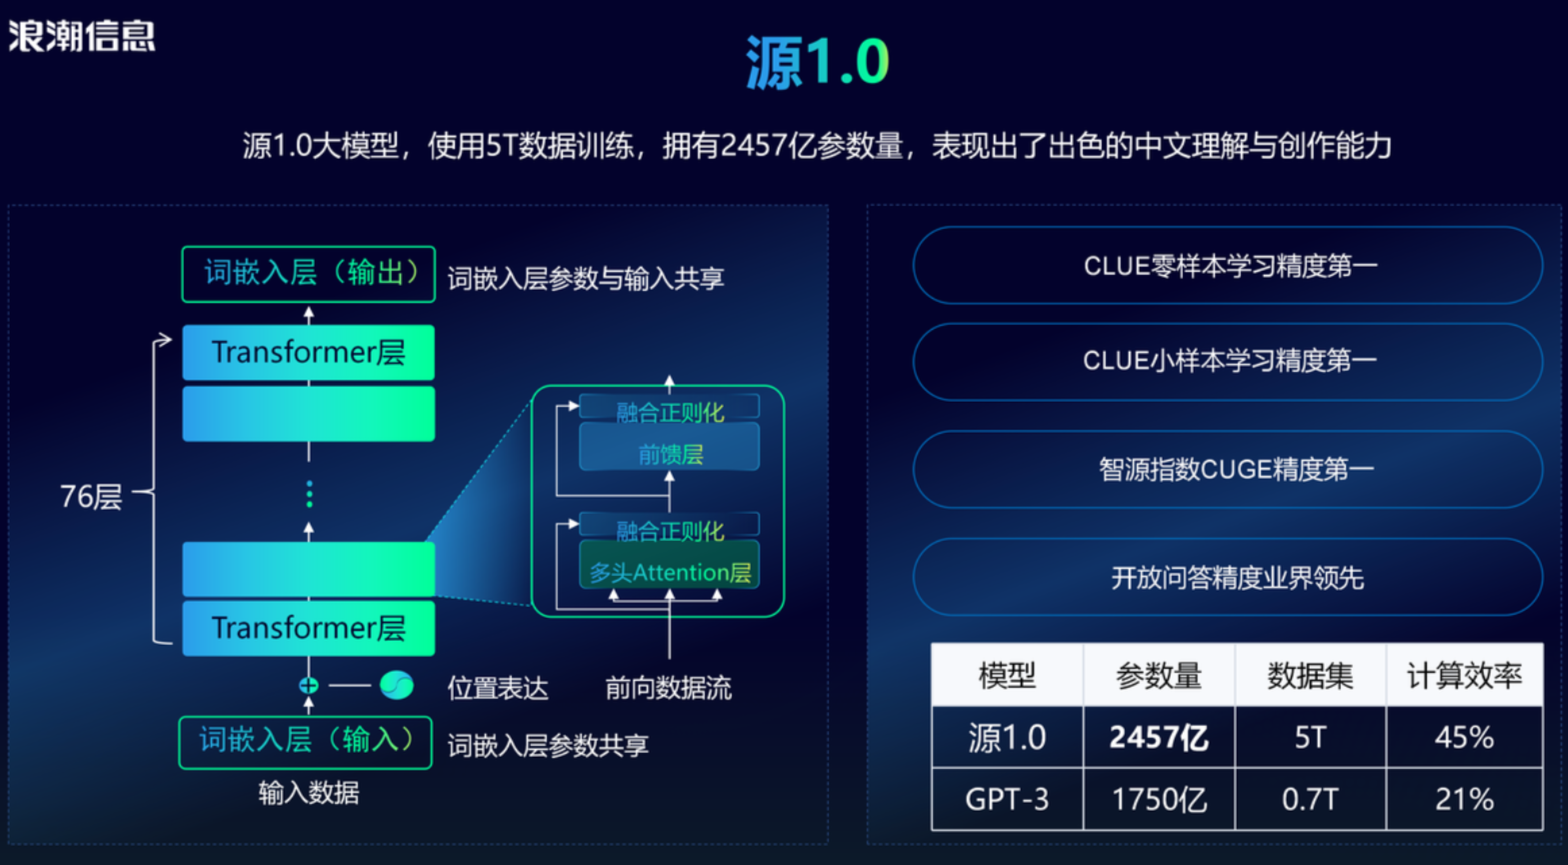 浪潮信息
源1.0
源1.0大模型，使用5T数据训练，拥有2457亿参数量，表现出了出色的中文理解与创作能力
词嵌入层（输出）
词嵌入层参数与输入共享
Transformer层
76层
Transformer层
融合正则化
前馈层
融合正则化
多头Attention层
位置表达
前向数据流
词嵌入层（输入）
词嵌入层参数共享
输入数据
CLUE零样本学习精度第一
CLUE小样本学习精度第一
智源指数CUGE精度第一
开放问答精度业界领先
模型 参数量 数据集 计算效率
源1.0 2457亿 5T 45%
GPT-3 1750亿 0.7T 21%